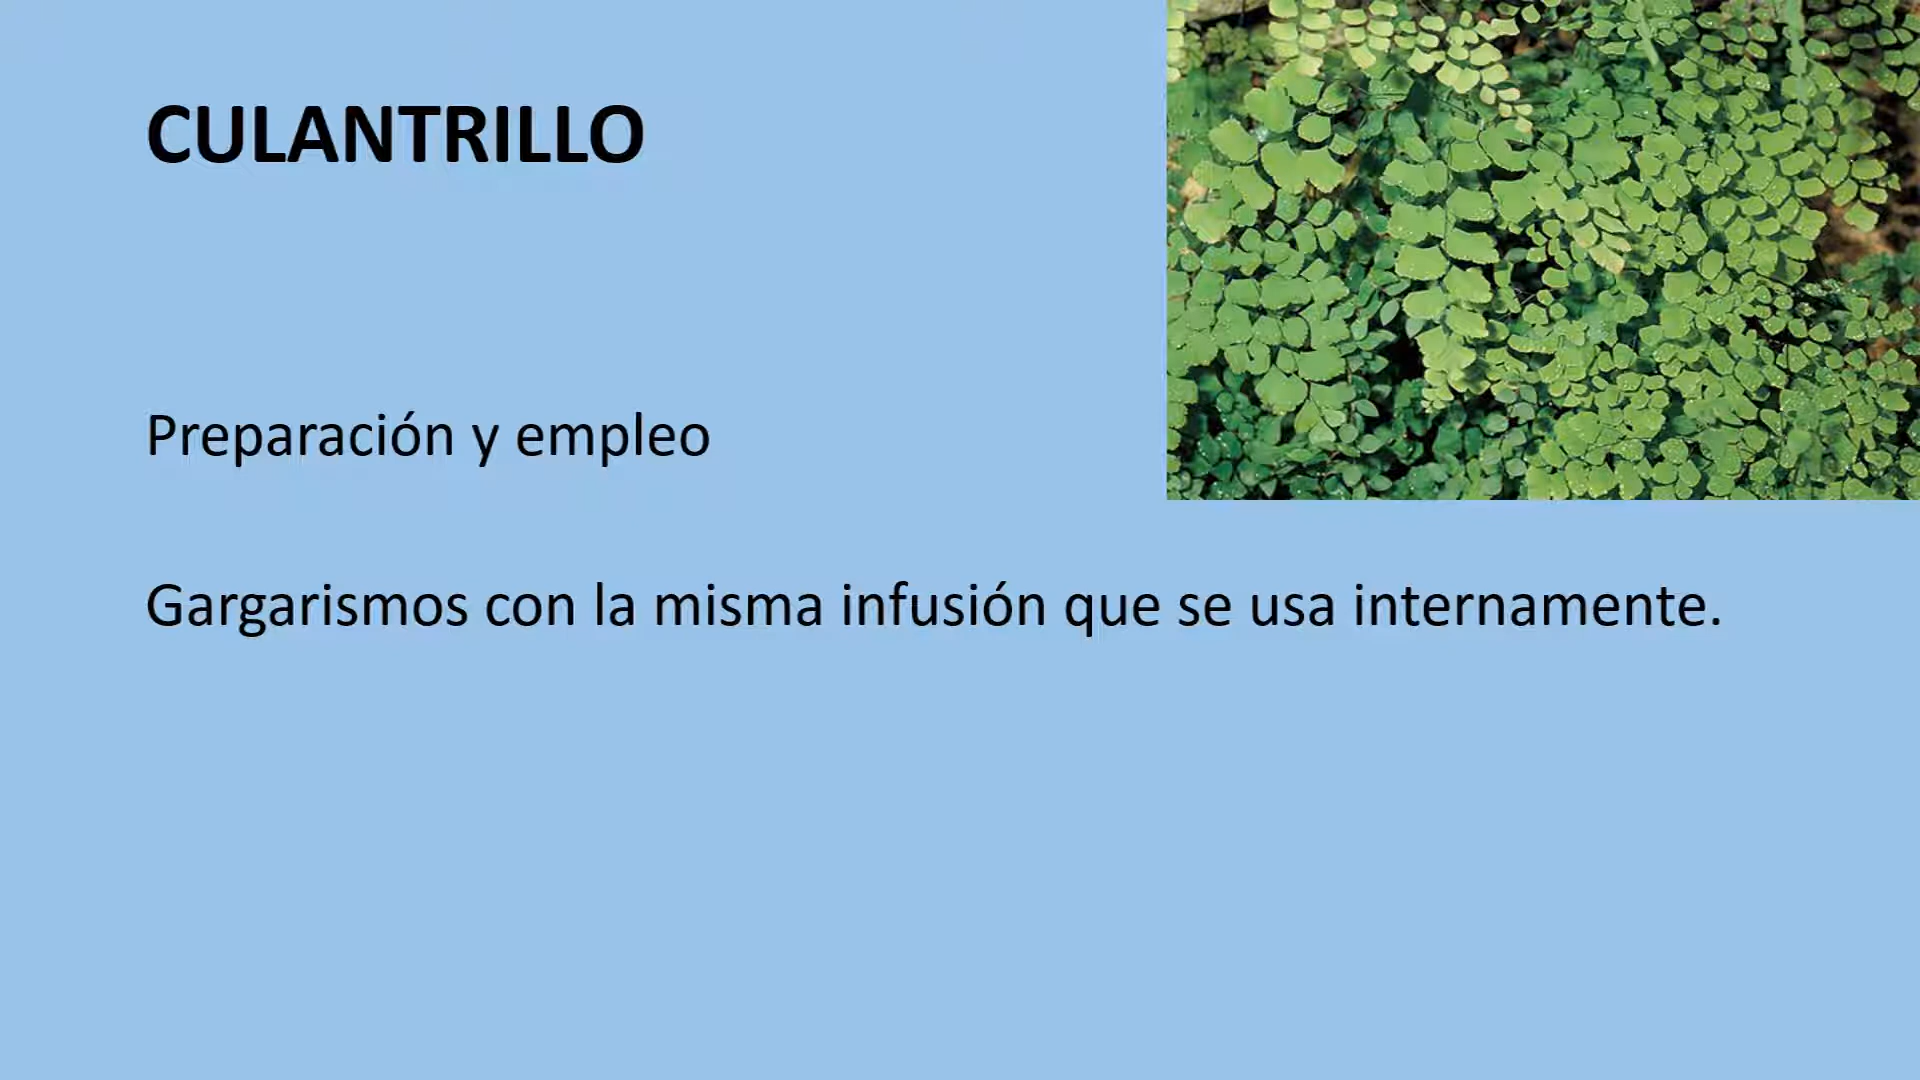 CULANTRILLO
Preparación y empleo
Gargarismos con la misma infusión que se usa internamente.